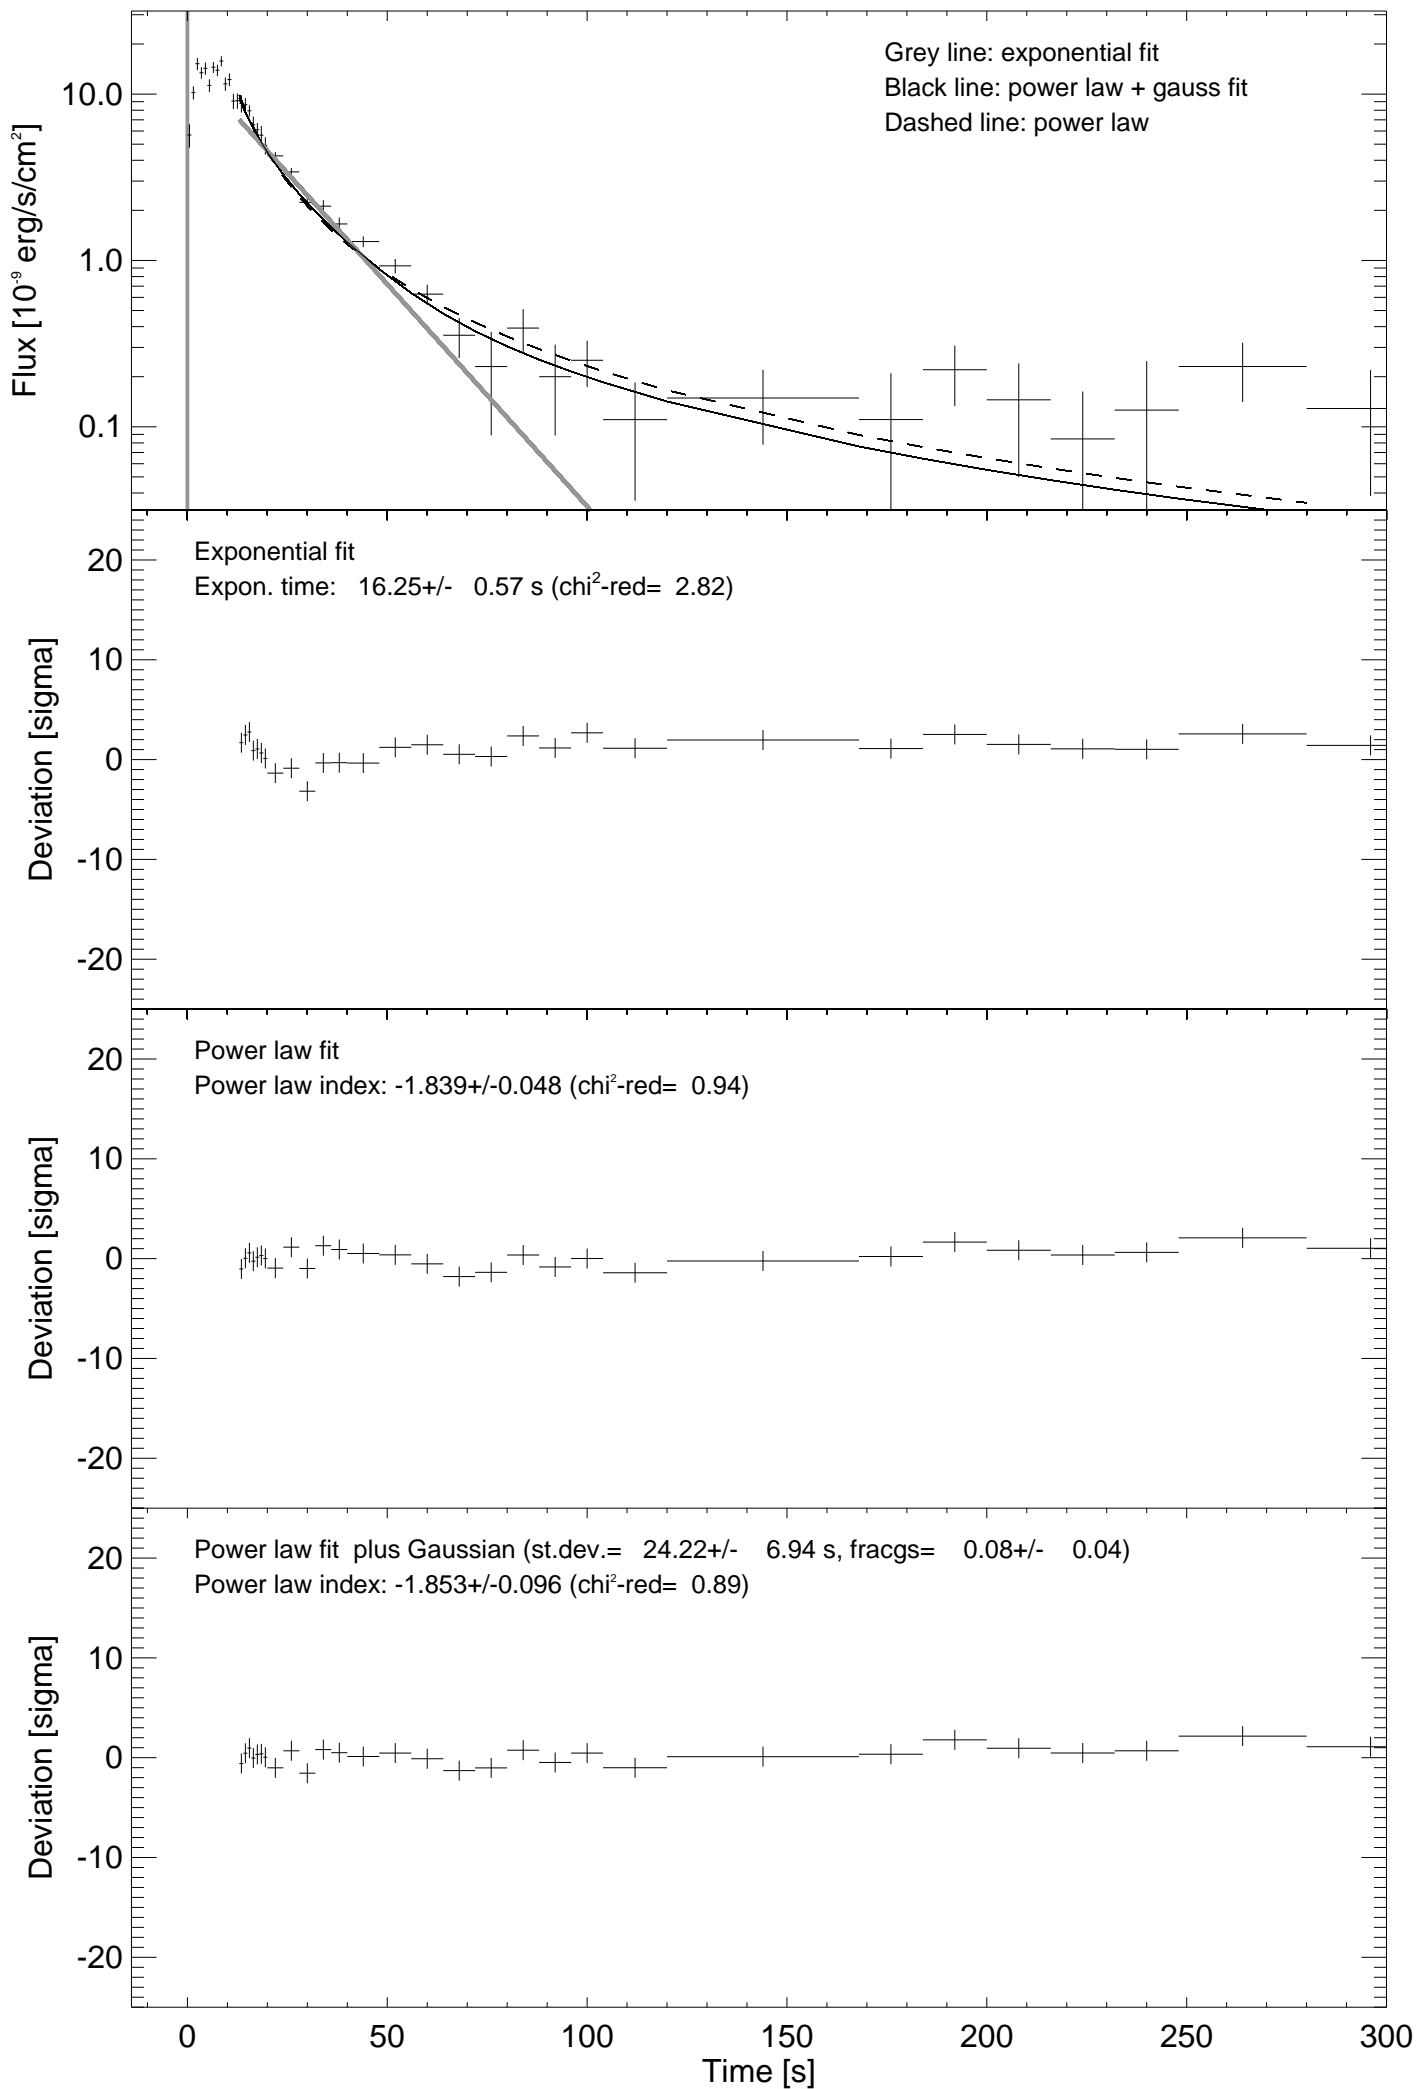 Grey line: exponential fit
Black line: power law + gauss fit
Dashed line: power law
Flux [10⁻⁹ erg/s/cm²]
10.0
1.0
0.1
Exponential fit
Expon. time: 16.25+/- 0.57 s (chi²-red= 2.82)
Deviation [sigma]
20
10
0
-10
-20
Power law fit
Power law index: -1.839+/-0.048 (chi²-red= 0.94)
Deviation [sigma]
20
10
0
-10
-20
Power law fit plus Gaussian (st.dev.= 24.22+/- 6.94 s, fracgs= 0.08+/- 0.04)
Power law index: -1.853+/-0.096 (chi²-red= 0.89)
Deviation [sigma]
20
10
0
-10
-20
0 50 100 150 200 250 300
Time [s]